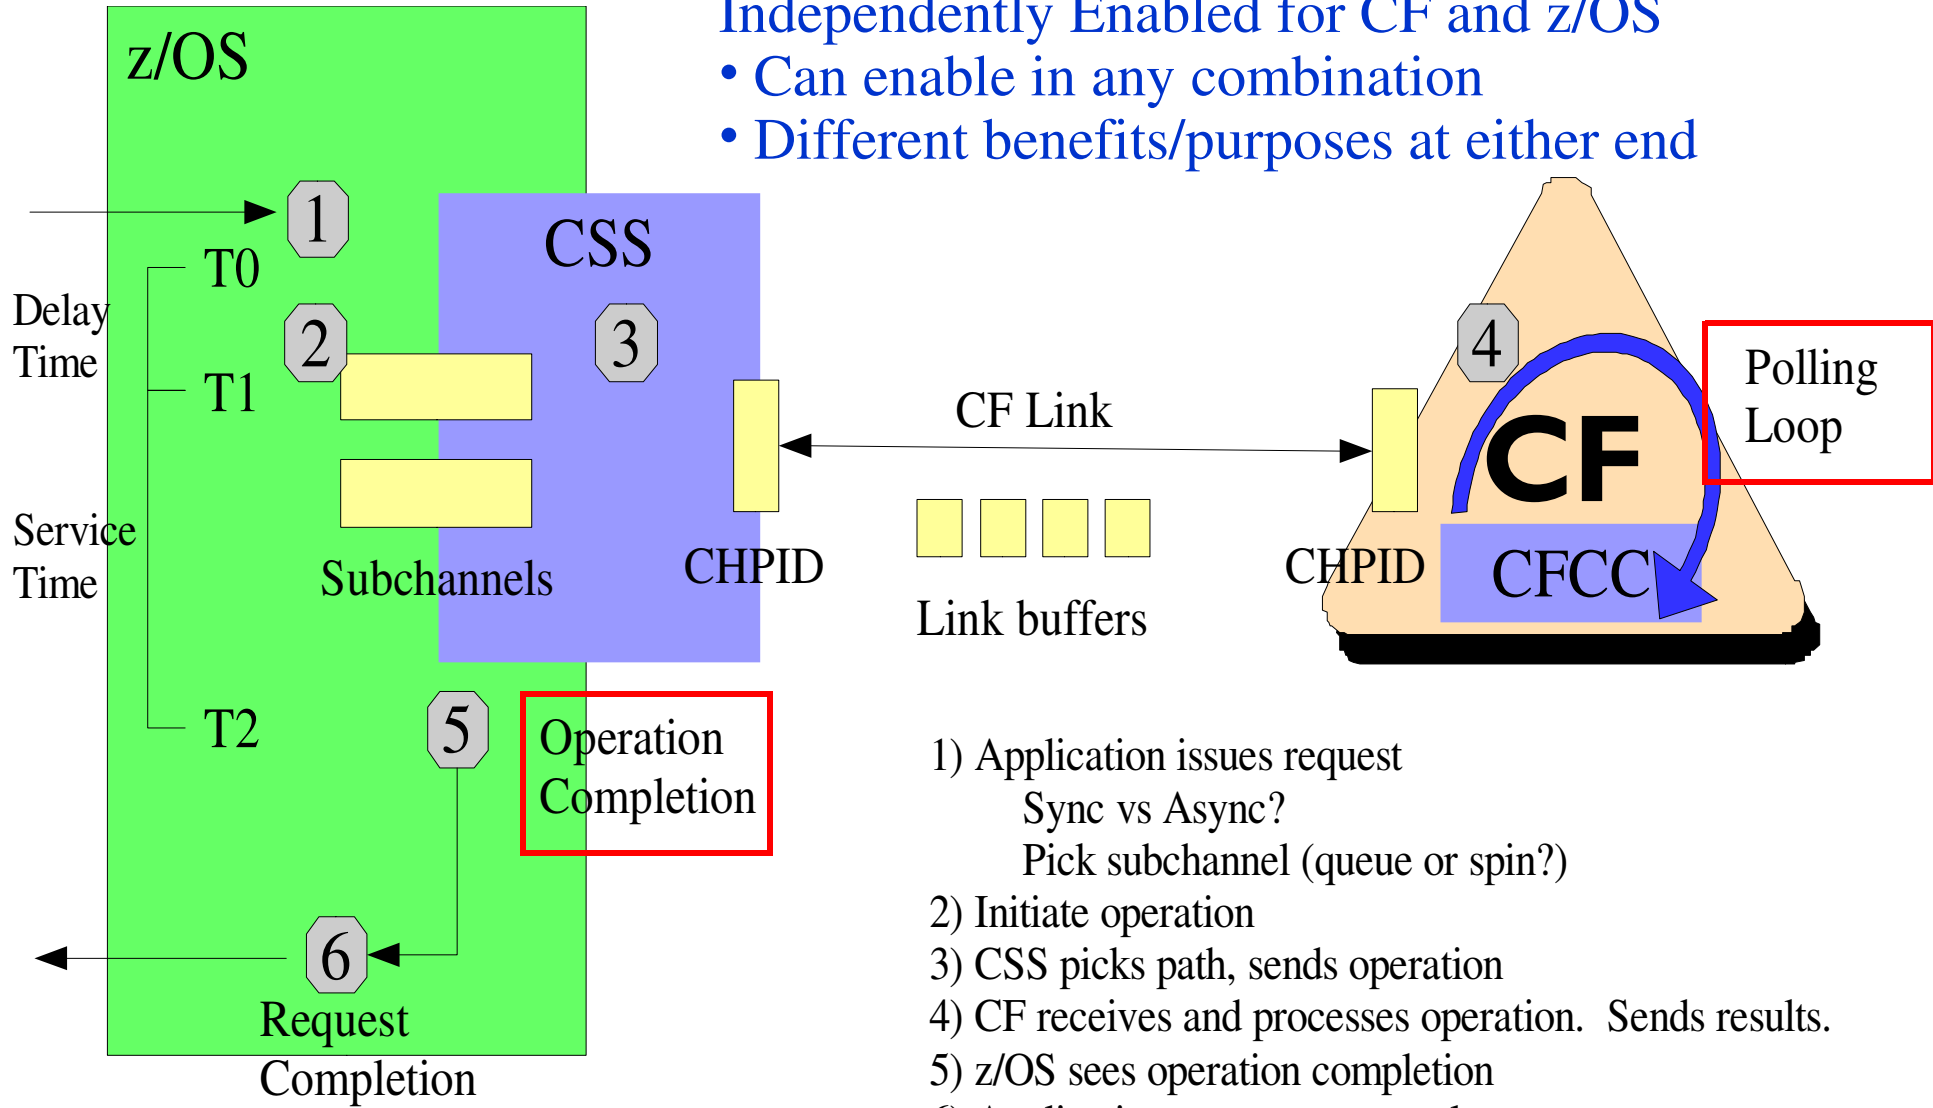 Independently Enabled for CF and z/OS
• Can enable in any combination
• Different benefits/purposes at either end
z/OS
1
CSS
T0
Delay
Time
2
3
4
T1
Polling
Loop
CF Link
CF
Service
Time
Subchannels
CHPID
CHPID
CFCC
Link buffers
T2
5
Operation
Completion
6
Request
Completion
1) Application issues request
Sync vs Async?
Pick subchannel (queue or spin?)
2) Initiate operation
3) CSS picks path, sends operation
4) CF receives and processes operation.  Sends results.
5) z/OS sees operation completion